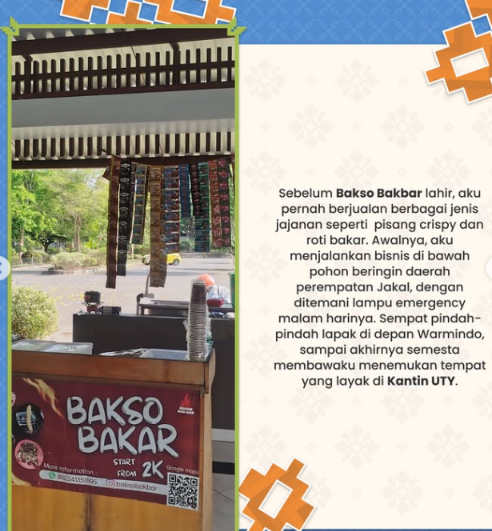 Sebelum Bakso Bakbar lahir, aku
pernah berjualan berbagai jenis
jajanan seperti pisang crispy dan
roti bakar. Awalnya, aku
menjalankan bisnis di bawah
pohon beringin daerah
perempatan Jakal, dengan
ditemani lampu emergency
malam harinya. Sempat pindah-
pindah lapak di depan Warmindo,
sampai akhirnya semesta
membawaku menemukan tempat
yang layak di Kantin UTY.
BAKSO
BAKAR
START
FROM 2K
More information :
Google maps
baksobakbar